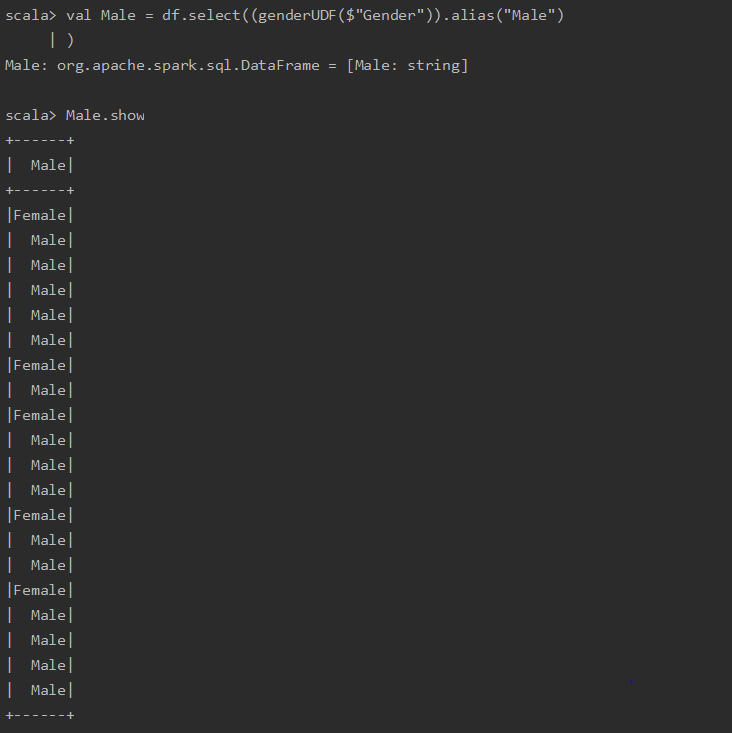 scala> val Male = df.select((genderUDF($"Gender")).alias("Male")
     | )
Male: org.apache.spark.sql.DataFrame = [Male: string]

scala> Male.show
+------+
|  Male|
+------+
|Female|
|  Male|
|  Male|
|  Male|
|  Male|
|  Male|
|Female|
|  Male|
|Female|
|  Male|
|  Male|
|  Male|
|Female|
|  Male|
|  Male|
|Female|
|  Male|
|  Male|
|  Male|
|  Male|
+------+